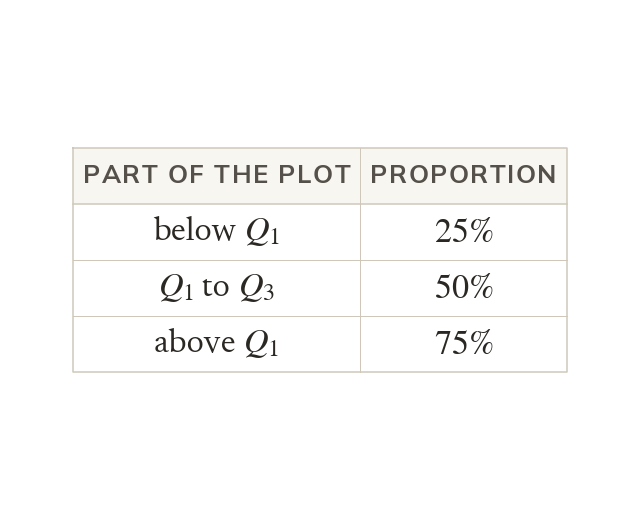 PART OF THE PLOT PROPORTION
below Q₁ 25%
Q₁ to Q₃ 50%
above Q₁ 75%